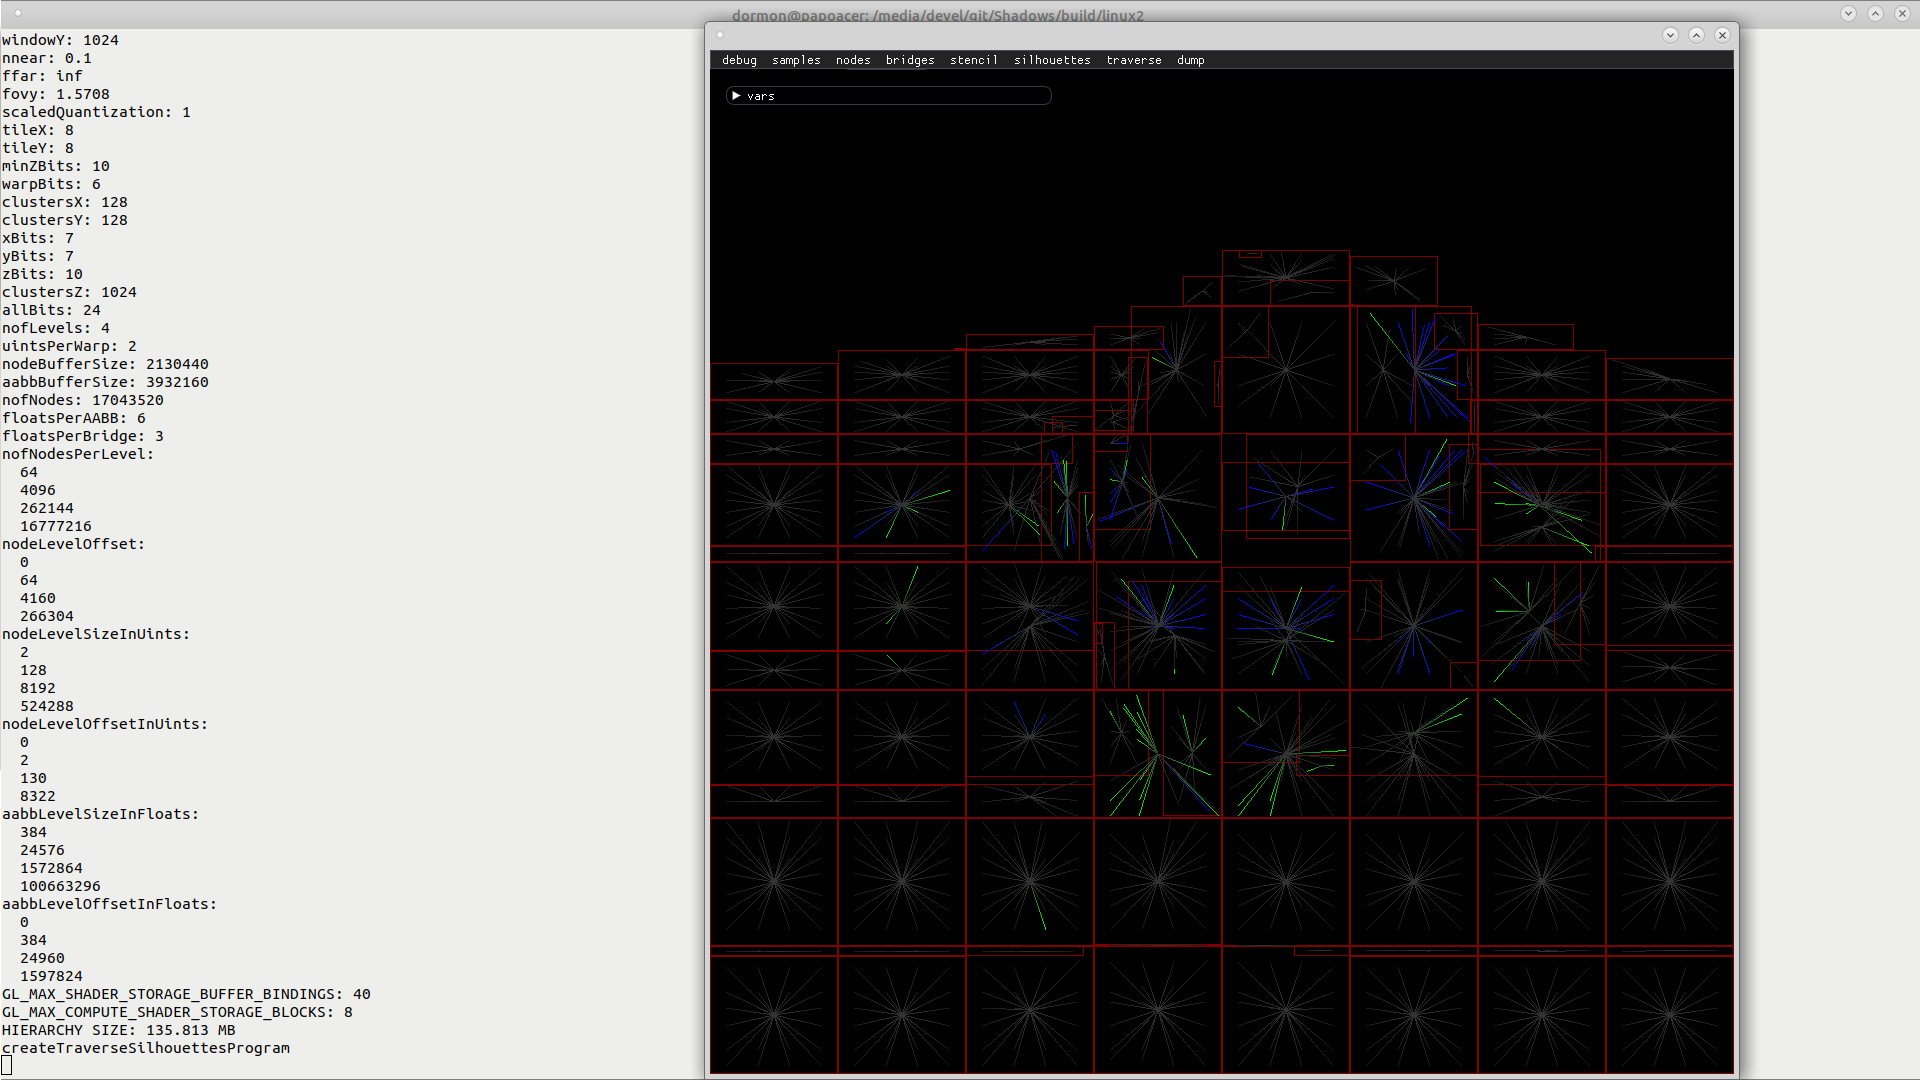 dormon@papoacer: /media/devel/git/Shadows/build/linux2
windowY: 1024
nnear: 0.1
ffar: inf
fovy: 1.5708
scaledQuantization: 1
tileX: 8
tileY: 8
minZBits: 10
warpBits: 6
clustersX: 128
clustersY: 128
xBits: 7
yBits: 7
zBits: 10
clustersZ: 1024
allBits: 24
nofLevels: 4
uintsPerWarp: 2
nodeBufferSize: 2130440
aabbBufferSize: 3932160
nofNodes: 17043520
floatsPerAABB: 6
floatsPerBridge: 3
nofNodesPerLevel:
64
4096
262144
16777216
nodeLevelOffset:
0
64
4160
266304
nodeLevelSizeInUints:
2
128
8192
524288
nodeLevelOffsetInUints:
0
2
130
8322
aabbLevelSizeInFloats:
384
24576
1572864
100663296
aabbLevelOffsetInFloats:
0
384
24960
1597824
GL_MAX_SHADER_STORAGE_BUFFER_BINDINGS: 40
GL_MAX_COMPUTE_SHADER_STORAGE_BLOCKS: 8
HIERARCHY SIZE: 135.813 MB
createTraverseSilhouettesProgram
debug samples nodes bridges stencil silhouettes traverse dump
vars